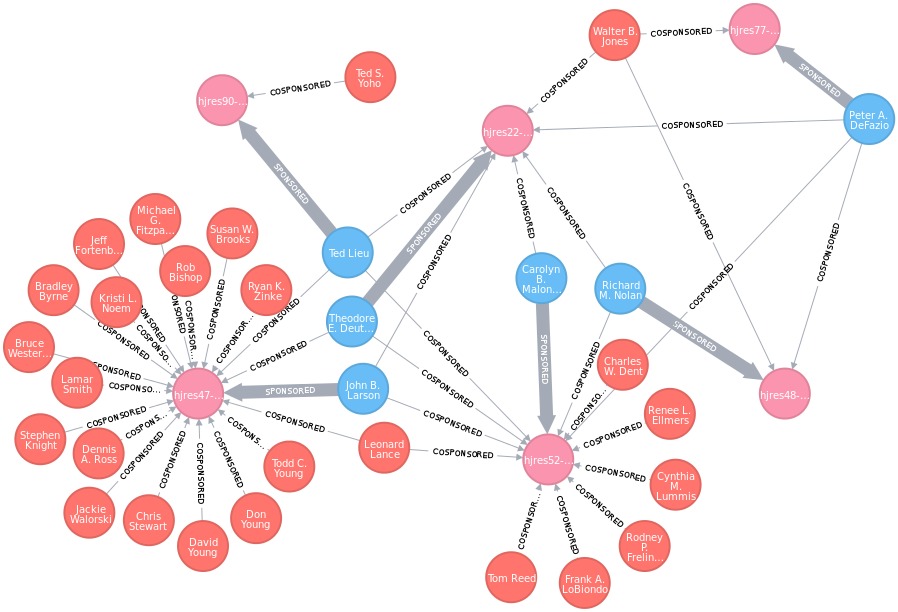 Walter B.
Jones
COSPONSORED
hjres77-...
Ted S.
Yoho
COSPONSORED
hjres90-...
COSPONSORED
SPONSORED
Peter A.
DeFazio
hjres22-...
COSPONSORED
SPONSORED
COSPONSORED
COSPONSORED
COSPONSORED
COSPONSORED
COSPONSORED
Michael
G.
Fitzpa...
Susan W.
Brooks
Jeff
Fortenb...
SPONSORED
COSPONSORED
COSPONSORED
Ted Lieu
Rob
Bishop
Carolyn
B.
Malon...
Richard
M. Nolan
COSPONSORED
Bradley
Byrne
Kristi L.
Noem
Ryan K.
Zinke
Theodore
E. Deut...
COSPONSORED
COSPONSOR...
COSPONSORED
COSPONSOR...
COSPONSORED
COSPONSORED
SPONSORED
SPONSORED
Bruce
Wester...
COSPONSORED
COSPONSO...
COSPONSORED
COSPONSORED
Charles
W. Dent
Lamar
Smith
COSPONSO...
hjres47-...
SPONSORED
John B.
Larson
COSPONSORED
COSPONSO...
hjres48-...
COSPONSORED
COSPONSORED
COSPONSORED
Renee L.
Ellmers
Stephen
Knight
Dennis
A. Ross
COSPONS...
COSPONS...
Leonard
Lance
COSPONSORED
COSPONSORED
hjres52-...
COSPONSORED
Todd C.
Young
COSPONSORED
COSPONSORED
COSPONSORED
COSPONSORED
Cynthia
M.
Lummis
Jackie
Walorski
Chris
Stewart
Don
Young
David
Young
COSPONSOR...
COSPONSORED
COSPONSORED
Rodney
P.
Frelin...
Tom Reed
Frank A.
LoBiondo